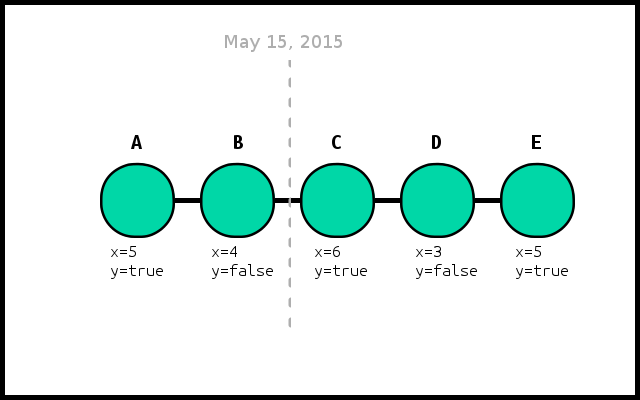 May 15, 2015
A B C D E
x=5 x=4 x=6 x=3 x=5
y=true y=false y=true y=false y=true